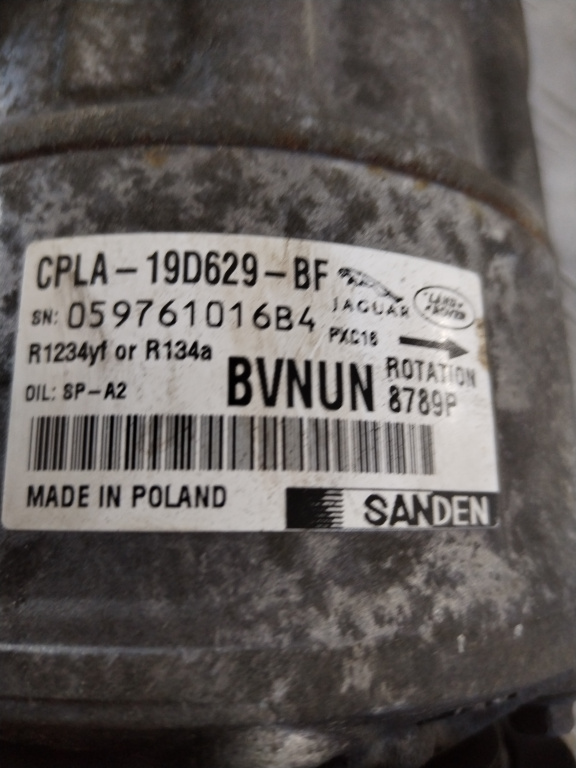 CPLA-19D629-BF
JAGUAR
LAND ROVER
SN: 059761016B4
PXC16
R1234yf or R134a
BVNUN
ROTATION
OIL: SP-A2
8789P
MADE IN POLAND
SANDEN